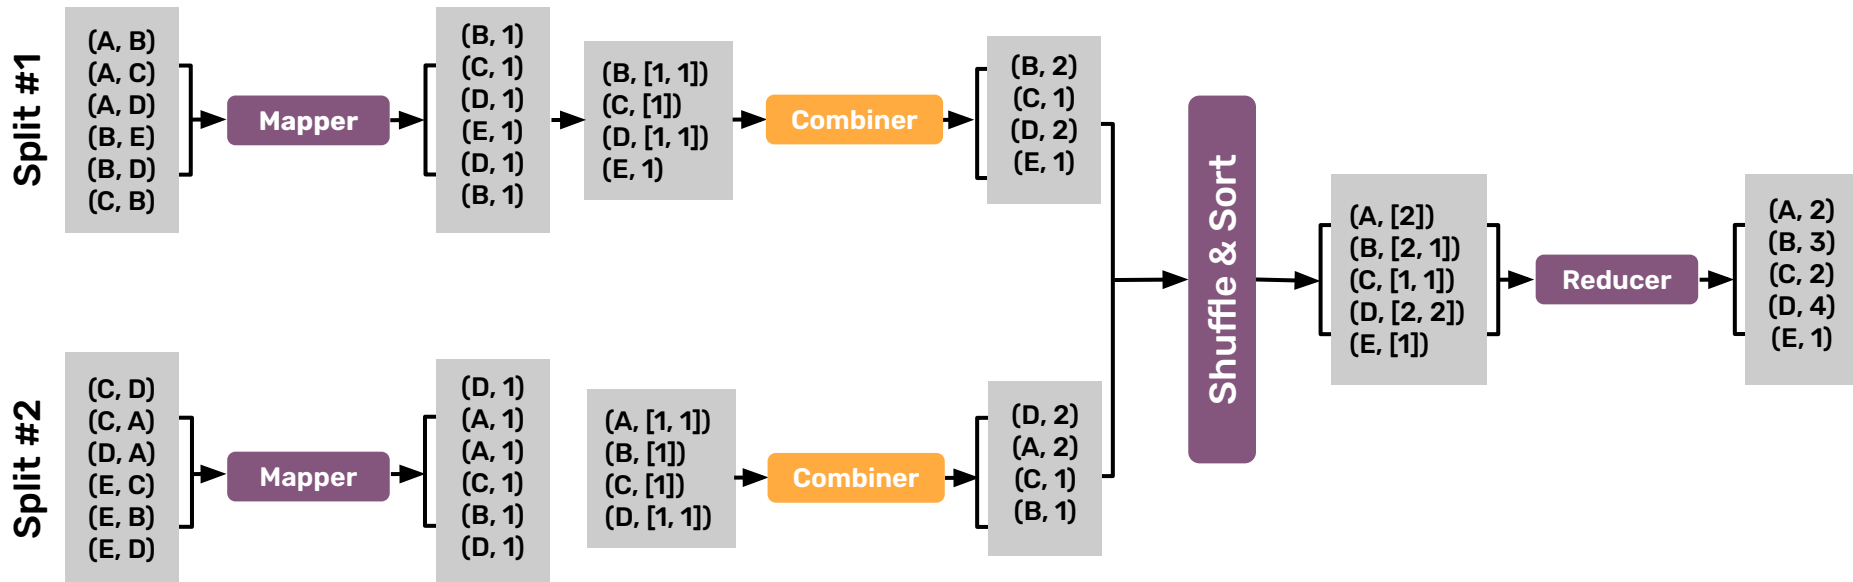 Split #1
(A, B)
(A, C)
(A, D)
(B, E)
(B, D)
(C, B)
Mapper
(B, 1)
(C, 1)
(D, 1)
(E, 1)
(D, 1)
(B, 1)
(B, [1, 1])
(C, [1])
(D, [1, 1])
(E, 1)
Combiner
(B, 2)
(C, 1)
(D, 2)
(E, 1)
Split #2
(C, D)
(C, A)
(D, A)
(E, C)
(E, B)
(E, D)
Mapper
(D, 1)
(A, 1)
(A, 1)
(C, 1)
(B, 1)
(D, 1)
(A, [1, 1])
(B, [1])
(C, [1])
(D, [1, 1])
Combiner
(D, 2)
(A, 2)
(C, 1)
(B, 1)
Shuffle & Sort
(A, [2])
(B, [2, 1])
(C, [1, 1])
(D, [2, 2])
(E, [1])
Reducer
(A, 2)
(B, 3)
(C, 2)
(D, 4)
(E, 1)